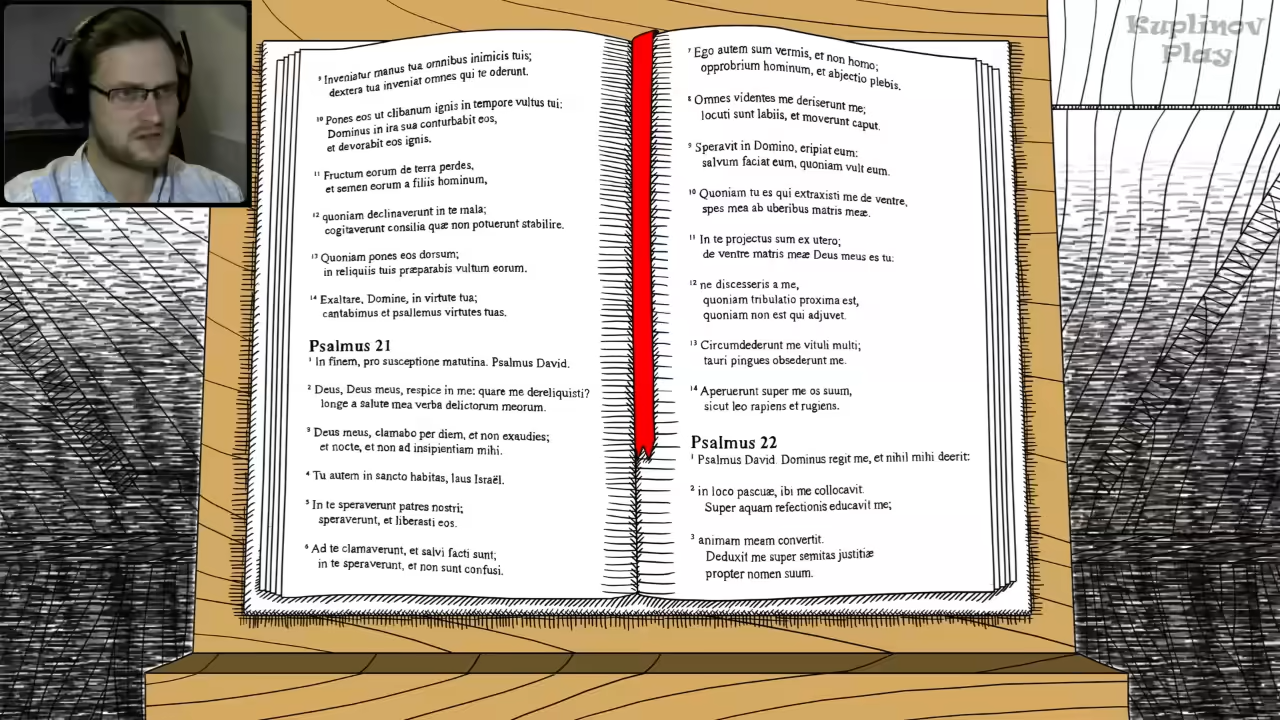 Kuplinov
Play
9 Inveniatur manus tua omnibus inimicis tuis;
dextera tua inveniat omnes qui te oderunt.
10 Pones eos ut clibanum ignis in tempore vultus tui:
Dominus in ira sua conturbabit eos,
et devorabit eos ignis.
11 Fructum eorum de terra perdes,
et semen eorum a filiis hominum,
12 quoniam declinaverunt in te mala;
cogitaverunt consilia quæ non potuerunt stabilire.
13 Quoniam pones eos dorsum;
in reliquiis tuis præparabis vultum eorum.
14 Exaltare, Domine, in virtute tua;
cantabimus et psallemus virtutes tuas.
Psalmus 21
1 In finem, pro susceptione matutina. Psalmus David.
2 Deus, Deus meus, respice in me: quare me dereliquisti?
longe a salute mea verba delictorum meorum.
3 Deus meus, clamabo per diem, et non exaudies;
et nocte, et non ad insipientiam mihi.
4 Tu autem in sancto habitas, laus Israël.
5 In te speraverunt patres nostri;
speraverunt, et liberasti eos.
6 Ad te clamaverunt, et salvi facti sunt;
in te speraverunt, et non sunt confusi.
7 Ego autem sum vermis, et non homo;
opprobrium hominum, et abjectio plebis.
8 Omnes videntes me deriserunt me;
locuti sunt labiis, et moverunt caput.
9 Speravit in Domino, eripiat eum:
salvum faciat eum, quoniam vult eum.
10 Quoniam tu es qui extraxisti me de ventre,
spes mea ab uberibus matris meæ.
11 In te projectus sum ex utero;
de ventre matris meæ Deus meus es tu:
12 ne discesseris a me,
quoniam tribulatio proxima est,
quoniam non est qui adjuvet.
13 Circumdederunt me vituli multi;
tauri pingues obsederunt me.
14 Aperuerunt super me os suum,
sicut leo rapiens et rugiens.
Psalmus 22
1 Psalmus David. Dominus regit me, et nihil mihi deerit:
2 in loco pascuæ, ibi me collocavit.
Super aquam refectionis educavit me;
3 animam meam convertit.
Deduxit me super semitas justitiæ
propter nomen suum.